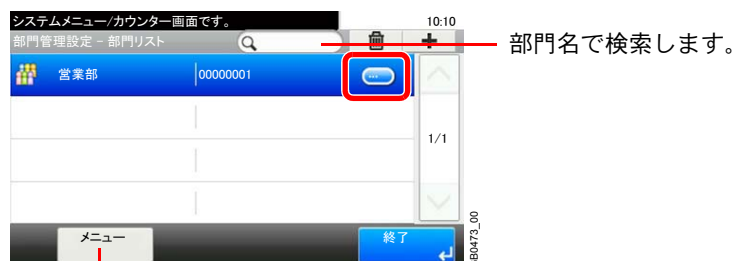 システムメニュー/カウンター画面です。
10:10
部門管理設定 - 部門リスト
部門名で検索します。
営業部
00000001
1/1
メニュー
終了